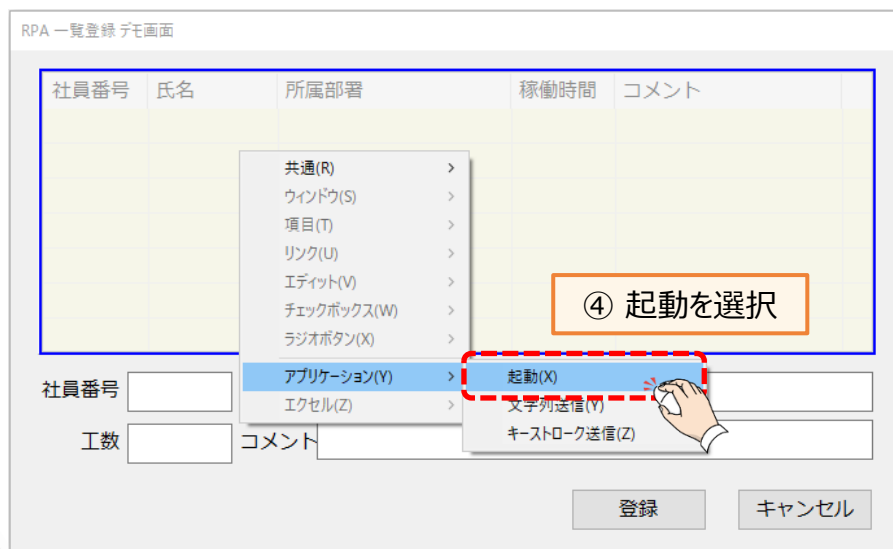 RPA 一覧登録 デモ画面
社員番号 氏名 所属部署 稼働時間 コメント
共通(R)
ウィンドウ(S)
項目(T)
リンク(U)
エディット(V)
チェックボックス(W)
ラジオボタン(X)
④ 起動を選択
アプリケーション(Y) 起動(X)
社員番号
エクセル(Z) 文字列送信(Y)
工数 コメント キーストローク送信(Z)
登録 キャンセル